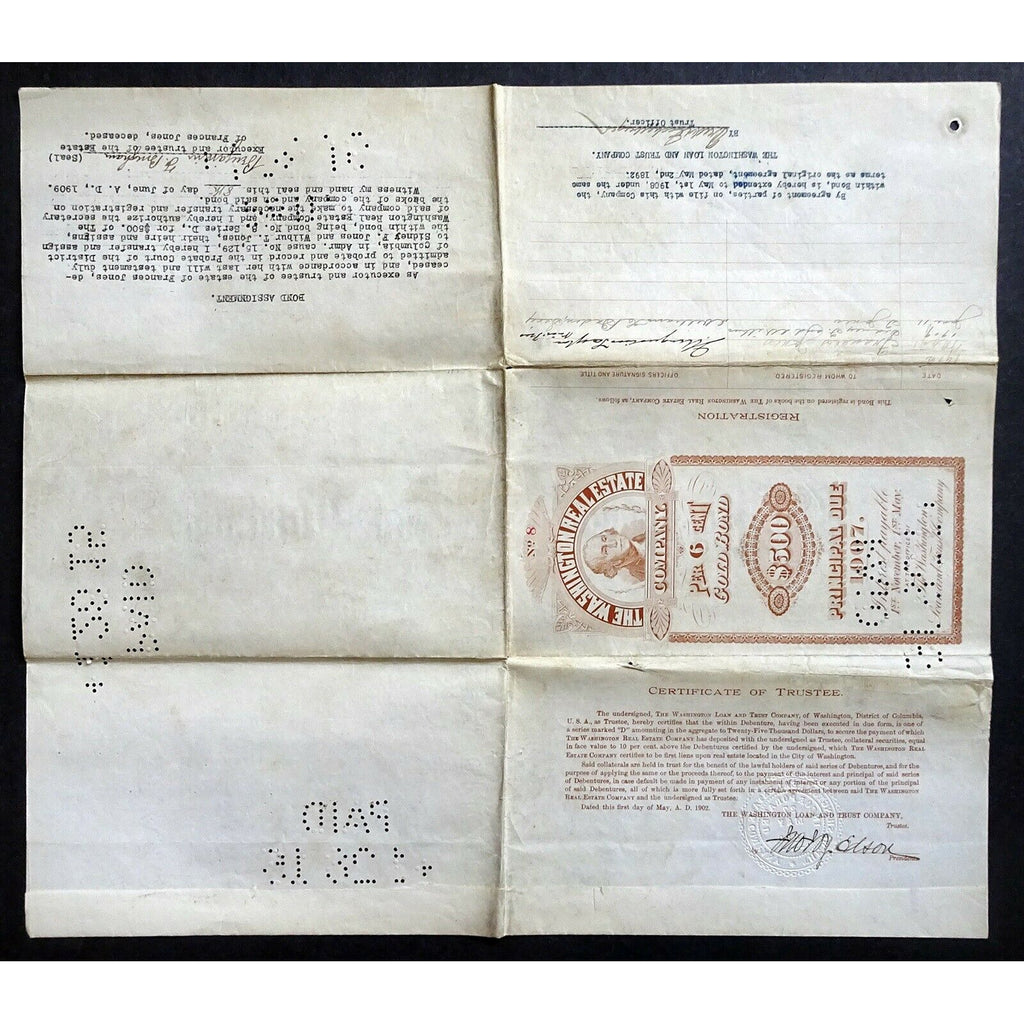 BOND ASSIGNMENT.
As executor and trustee of the estate of Frances Jones, de-
ceased, and in accordance with her last will and testament duly
admitted to probate and record in the Probate Court of the District
of Columbia, in Admr. cause No. 15,129, I hereby transfer and assign
to Sidney F. Jones and Wilbur T. Jones, their heirs and assigns,
the within bond, being bond No. 8, Series D., for $500. of The
Washington Real Estate Company, and I hereby authorize the secretary
of said company to make the necessary transfer and registration on
the books of the company and on said bond.
Witness my hand and seal this 8th day of June, A. D., 1909.
(Seal)
Executor and trustee of the Estate
of Frances Jones, deceased.
By agreement of parties, on file with this Company, the
within Bond, is hereby extended to May 1st, 1908, under the same
terms as the original agreement, dated May, 2nd, 1892.
THE WASHINGTON LOAN AND TRUST COMPANY.
BY
Trust Officer.
REGISTRATION
This Bond is registered on the books of THE WASHINGTON REAL ESTATE COMPANY, as follows.
DATE TO WHOM REGISTERED OFFICERS SIGNATURE AND TITLE
No 8
THE WASHINGTON REAL ESTATE
COMPANY
PER 6 CENT
GOLD BOND
$500
PRINCIPAL DUE
1907.
Interest payable
1st November, 1st May.
Washington
Loan and Trust Company
CERTIFICATE OF TRUSTEE.
The undersigned, THE WASHINGTON LOAN AND TRUST COMPANY, of Washington, District of Columbia,
U. S. A., as Trustee, hereby certifies that the within Debenture, having been executed in due form, is one of
a series marked "D" amounting in the aggregate to Twenty-Five Thousand Dollars, to secure the payment of which
THE WASHINGTON REAL ESTATE COMPANY has deposited with the undersigned as Trustee, collateral securities, equal
in face value to 10 per cent. above the Debentures certified by the undersigned, which THE WASHINGTON REAL
ESTATE COMPANY certifies to be first liens upon real estate located in the City of Washington.
Said collaterals are held in trust for the benefit of the lawful holders of said series of Debentures, and for the
purpose of applying the same or the proceeds thereof, to the payment of the interest and principal of said series
of Debentures, in case default be made in payment of any instalment of interest or any portion of the principal
of said Debentures, all of which is more fully set forth in a certain agreement between said THE WASHINGTON
REAL ESTATE COMPANY and the undersigned as Trustee.
Dated this first day of May, A. D. 1902.
THE WASHINGTON LOAN AND TRUST COMPANY,
Trustee.
President.
PAID
PAID